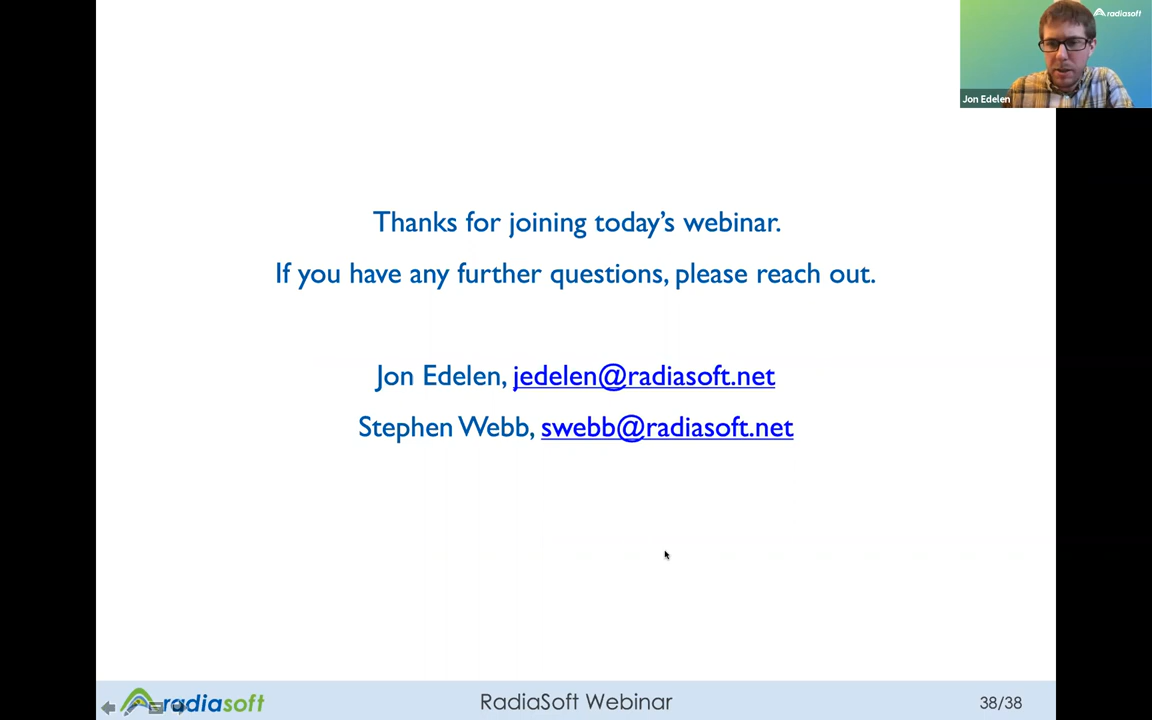 radiasoft
Jon Edelen
Thanks for joining today's webinar.
If you have any further questions, please reach out.
Jon Edelen, jedelen@radiasoft.net
Stephen Webb, swebb@radiasoft.net
radiasoft
RadiaSoft Webinar
38/38